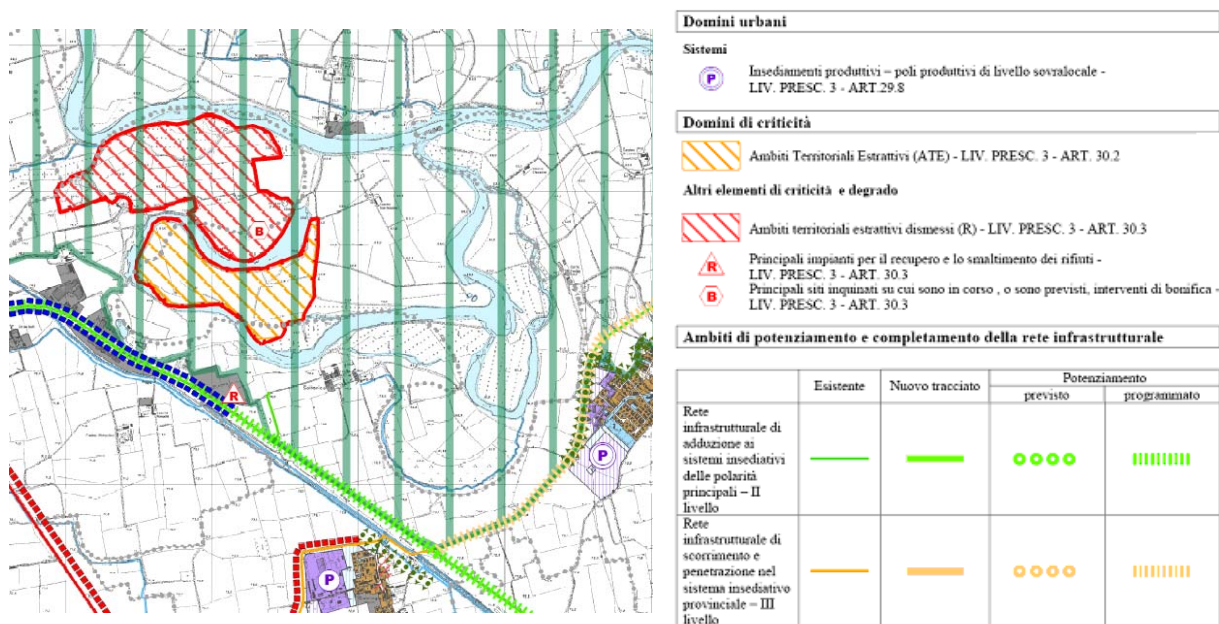 B
R
P
P
Domini urbani
Sistemi
P
Insediamenti produttivi – poli produttivi di livello sovralocale -
LIV. PRESC. 3 - ART.29.8
Domini di criticità
Ambiti Territoriali Estrattivi (ATE) - LIV. PRESC. 3 - ART. 30.2
Altri elementi di criticità e degrado
Ambiti territoriali estrattivi dismessi (R) - LIV. PRESC. 3 - ART. 30.3
R
Principali impianti per il recupero e lo smaltimento dei rifiuti -
LIV. PRESC. 3 - ART. 30.3
B
Principali siti inquinati su cui sono in corso , o sono previsti, interventi di bonifica -
LIV. PRESC. 3 - ART. 30.3
Ambiti di potenziamento e completamento della rete infrastrutturale
Esistente
Nuovo tracciato
Potenziamento
previsto
programmato
Rete
infrastrutturale di
adduzione ai
sistemi insediativi
delle polarità
principali – II
livello
Rete
infrastrutturale di
scorrimento e
penetrazione nel
sistema insediativo
provinciale – III
livello